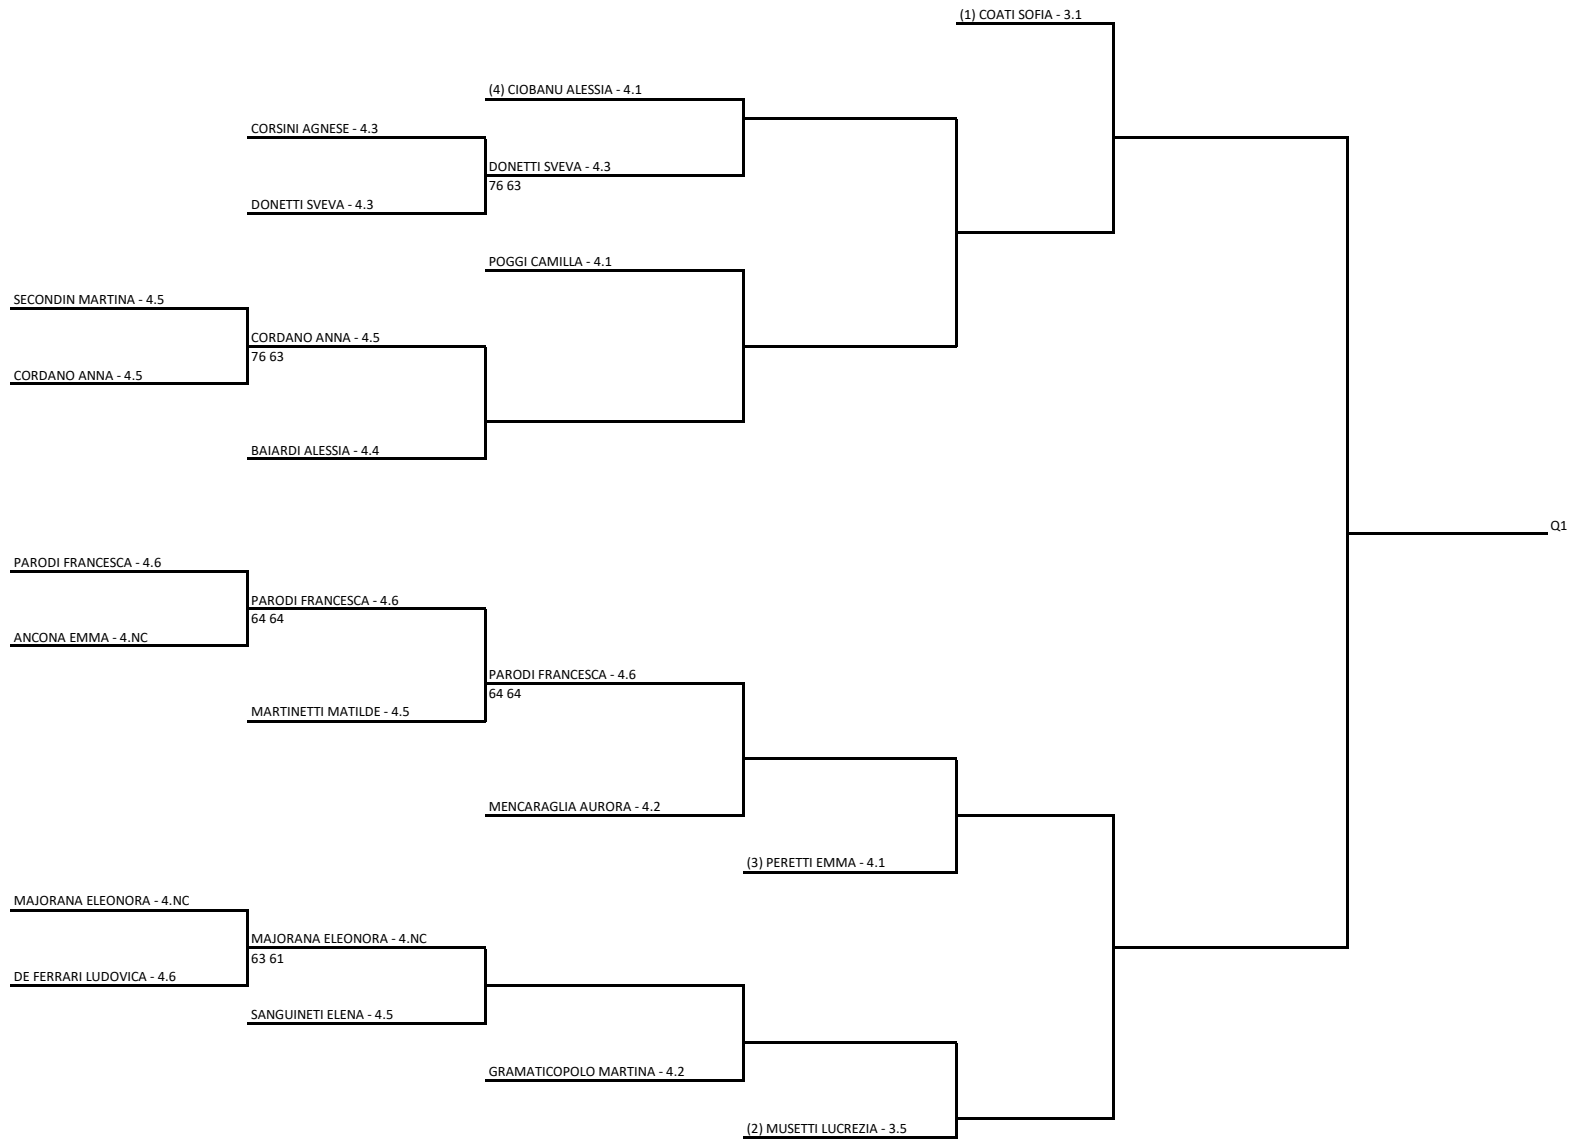 (1) COATI SOFIA - 3.1
(4) CIOBANU ALESSIA - 4.1
CORSINI AGNESE - 4.3
DONETTI SVEVA - 4.3
76 63
DONETTI SVEVA - 4.3
POGGI CAMILLA - 4.1
SECONDIN MARTINA - 4.5
CORDANO ANNA - 4.5
76 63
CORDANO ANNA - 4.5
BAIARDI ALESSIA - 4.4
Q1
PARODI FRANCESCA - 4.6
PARODI FRANCESCA - 4.6
64 64
ANCONA EMMA - 4.NC
PARODI FRANCESCA - 4.6
64 64
MARTINETTI MATILDE - 4.5
MENCARAGLIA AURORA - 4.2
(3) PERETTI EMMA - 4.1
MAJORANA ELEONORA - 4.NC
MAJORANA ELEONORA - 4.NC
63 61
DE FERRARI LUDOVICA - 4.6
SANGUINETI ELENA - 4.5
GRAMATICOPOLO MARTINA - 4.2
(2) MUSETTI LUCREZIA - 3.5